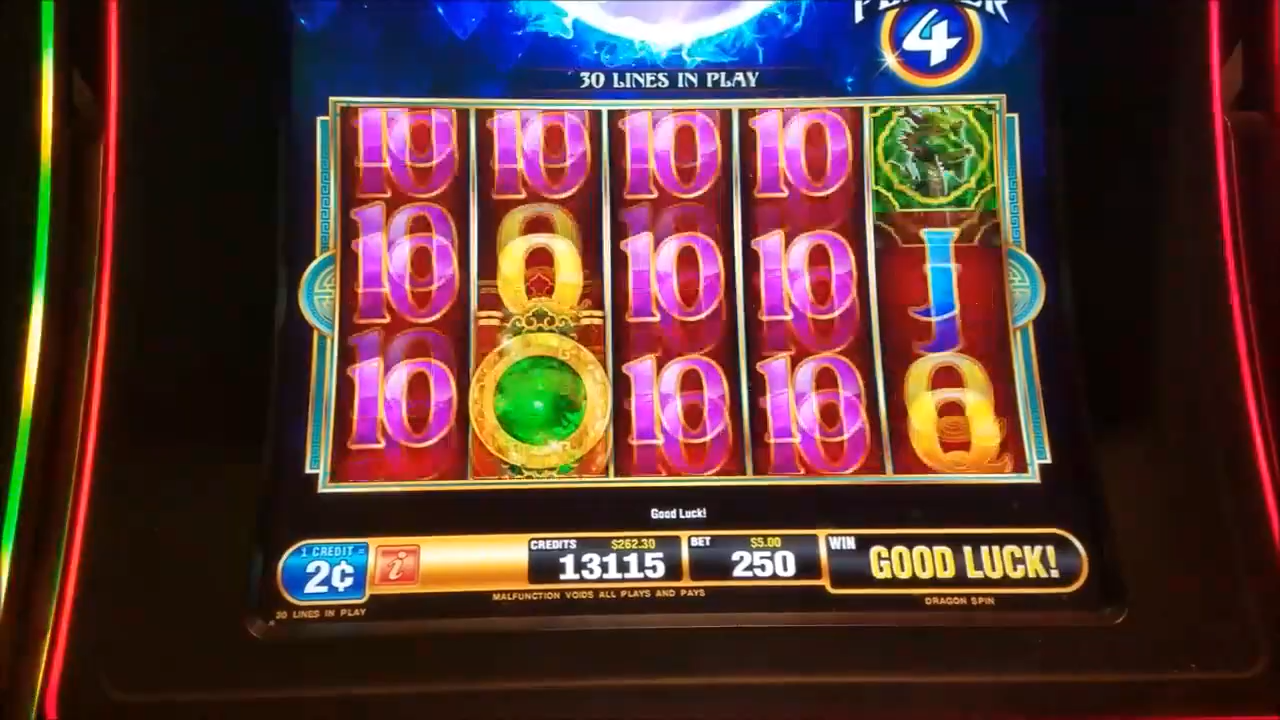 4
30 LINES IN PLAY
10 10 10 10
10 10 10 J
10 10 10 Q
Good Luck!
1 CREDIT = CREDITS $262.30 BET $5.00 WIN GOOD LUCK!
2¢ i 13115 250
MALFUNCTION VOIDS ALL PLAYS AND PAYS
DRAGON SPIN
30 LINES IN PLAY